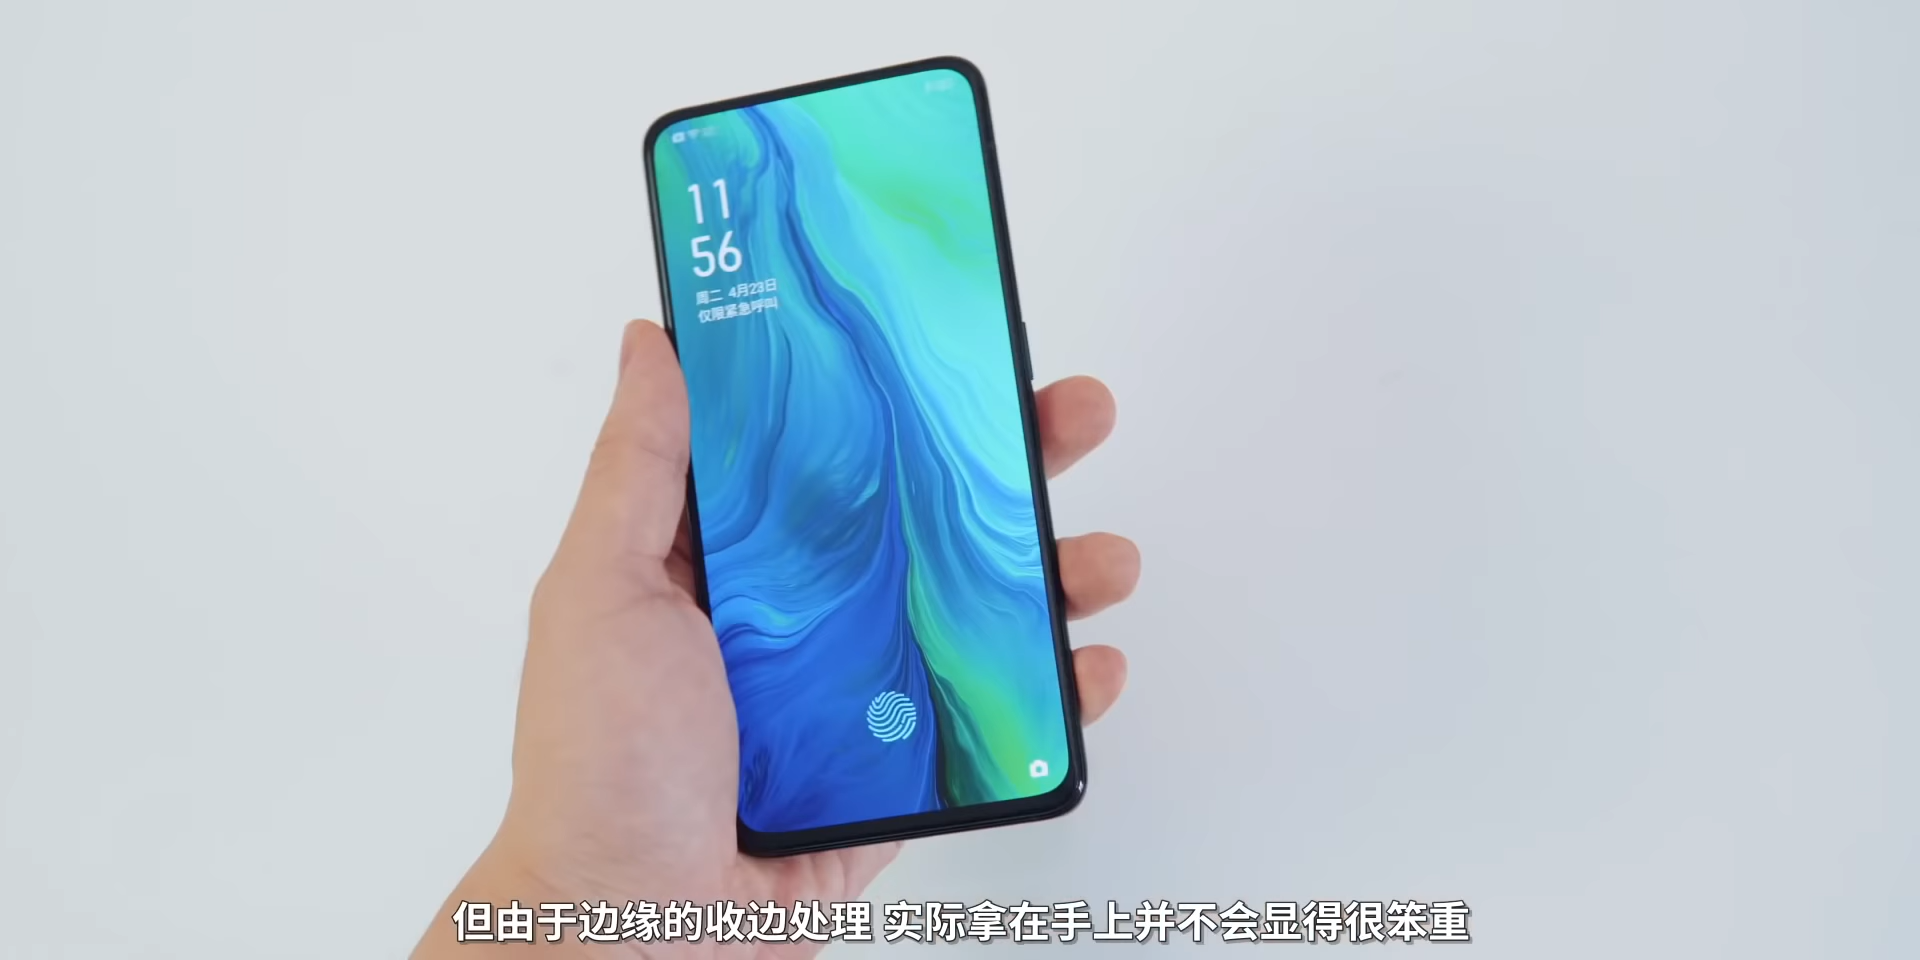 11
56
周二 4月23日
仅限紧急呼叫
但由于边缘的收边处理 实际拿在手上并不会显得很笨重